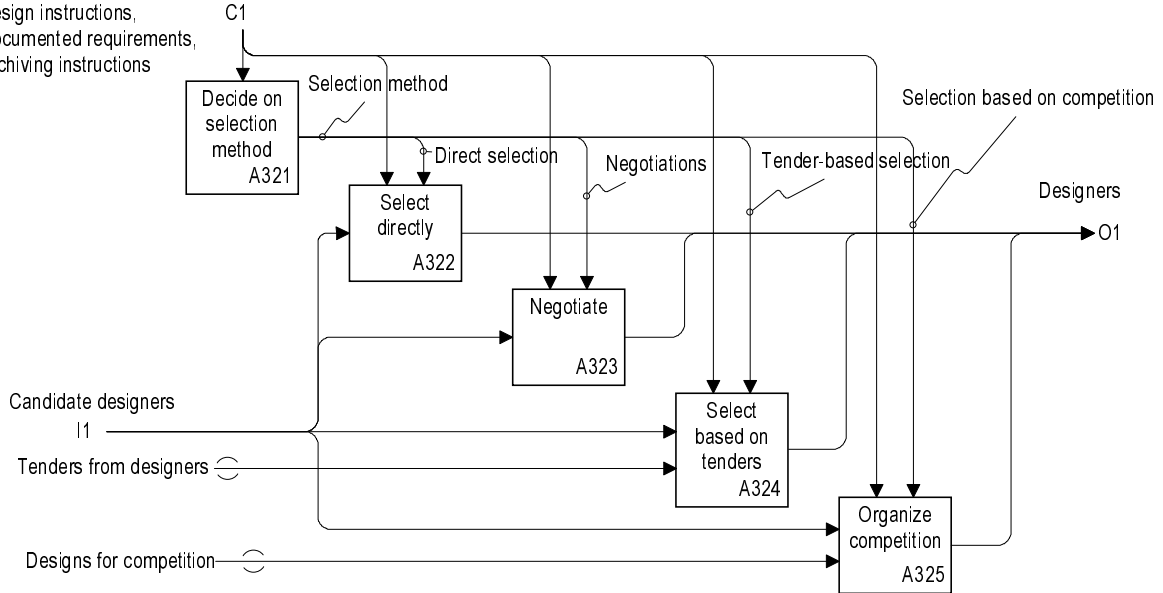 esign instructions,
C1
ocumented requirements,
chiving instructions
Selection method
Selection based on competition
Decide on
selection
method
A321
Direct selection
Negotiations
Tender-based selection
Designers
Select
directly
A322
O1
Negotiate
A323
Candidate designers
I1
Select
based on
tenders
A324
Tenders from designers
Organize
competition
A325
Designs for competition